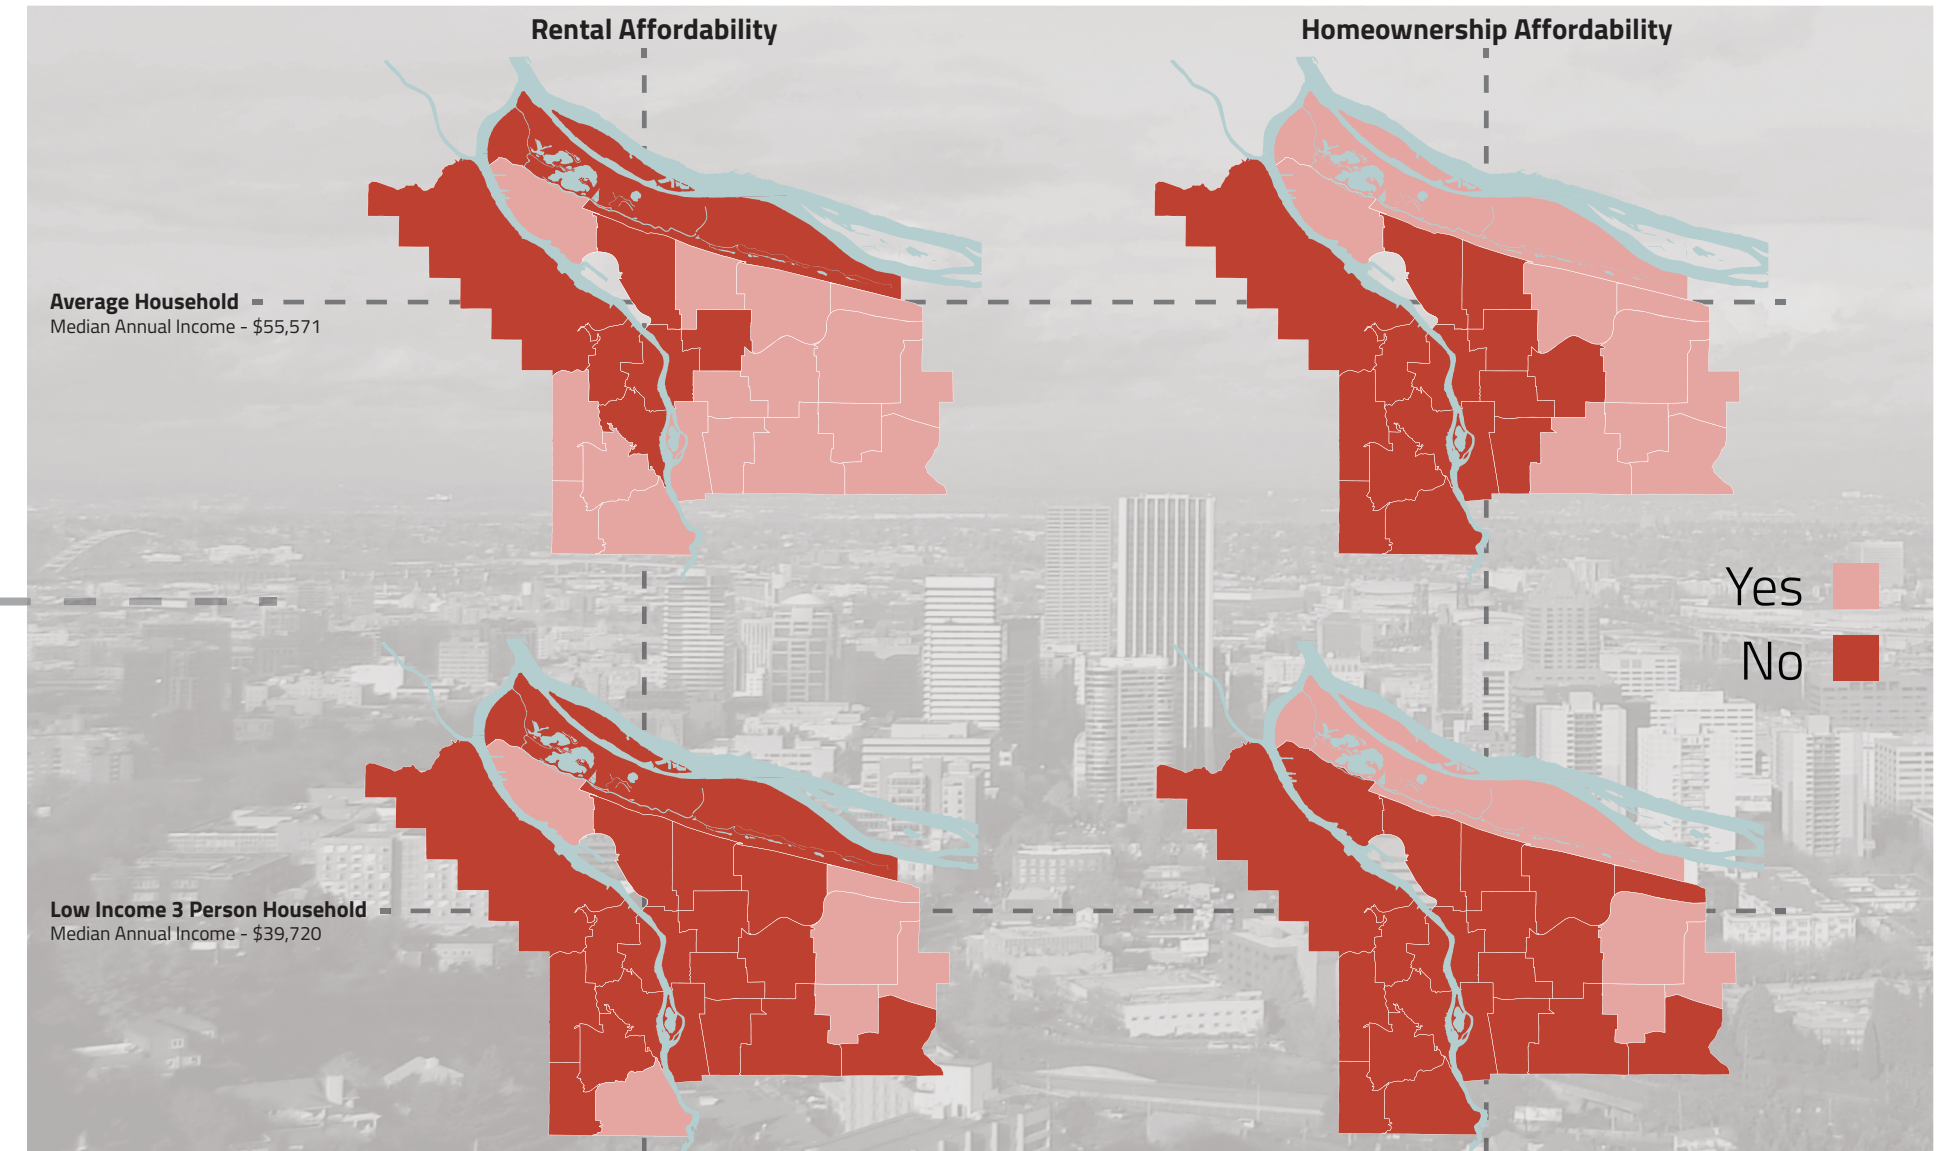 Rental Affordability
Homeownership Affordability
Average Household
Median Annual Income - $55,571
Yes
No
Low Income 3 Person Household
Median Annual Income - $39,720